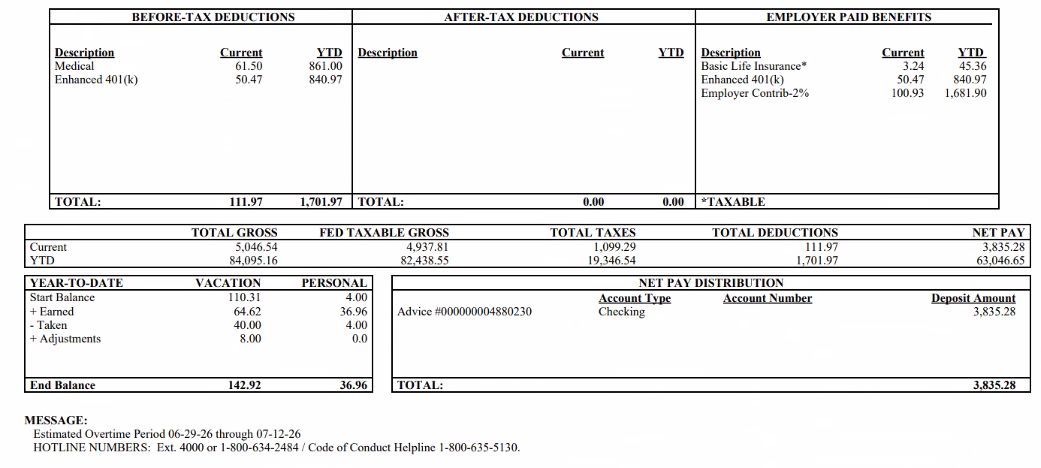 BEFORE-TAX DEDUCTIONS AFTER-TAX DEDUCTIONS EMPLOYER PAID BENEFITS
Description Current YTD Description Current YTD Description Current YTD
Medical 61.50 861.00 Basic Life Insurance* 3.24 45.36
Enhanced 401(k) 50.47 840.97 Enhanced 401(k) 50.47 840.97
Employer Contrib-2% 100.93 1,681.90
TOTAL: 111.97 1,701.97 TOTAL: 0.00 0.00 *TAXABLE
TOTAL GROSS FED TAXABLE GROSS TOTAL TAXES TOTAL DEDUCTIONS NET PAY
Current 5,046.54 4,937.81 1,099.29 111.97 3,835.28
YTD 84,095.16 82,438.55 19,346.54 1,701.97 63,046.65
YEAR-TO-DATE VACATION PERSONAL NET PAY DISTRIBUTION
Start Balance 110.31 4.00 Account Type Account Number Deposit Amount
+ Earned 64.62 36.96 Advice #000000004880230 Checking 3,835.28
- Taken 40.00 4.00
+ Adjustments 8.00 0.0
End Balance 142.92 36.96 TOTAL: 3,835.28
MESSAGE:
Estimated Overtime Period 06-29-26 through 07-12-26
HOTLINE NUMBERS: Ext. 4000 or 1-800-634-2484 / Code of Conduct Helpline 1-800-635-5130.